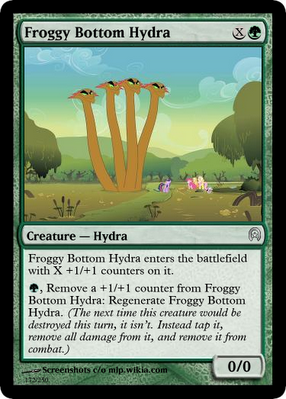 Froggy Bottom Hydra X
Creature — Hydra
Froggy Bottom Hydra enters the battlefield
with X +1/+1 counters on it.
, Remove a +1/+1 counter from Froggy
Bottom Hydra: Regenerate Froggy Bottom
Hydra. (The next time this creature would
be destroyed this turn, it isn't. Instead tap it,
remove all damage from it, and remove it from
combat.)
0/0
Screenshots c/o mlp.wikia.com